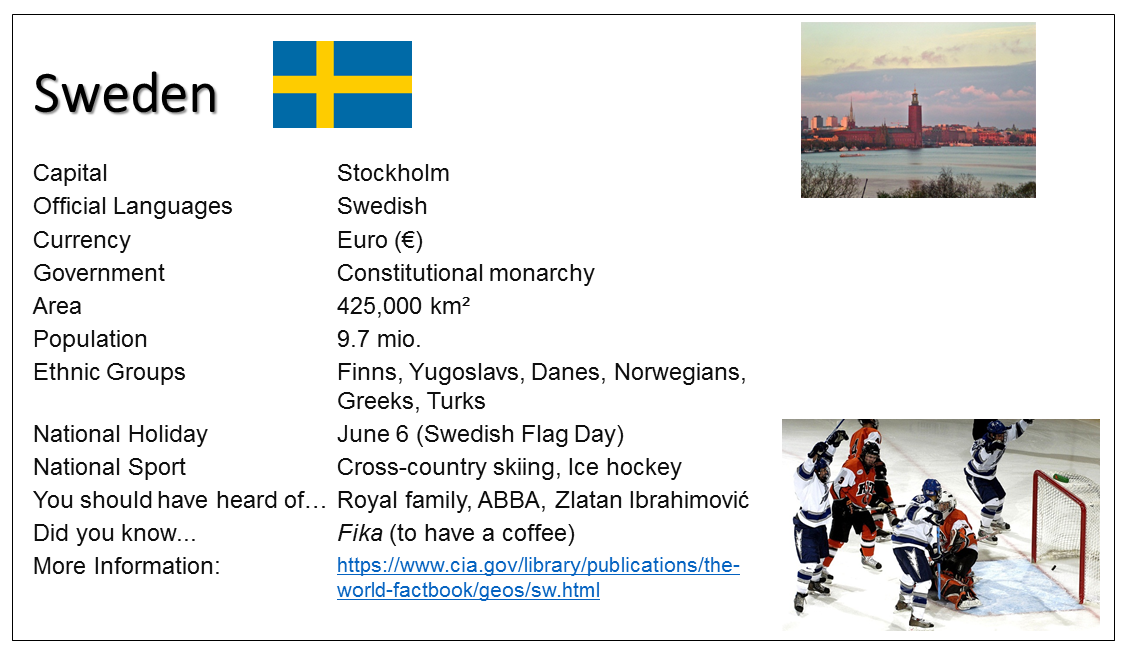 Sweden
Capital Stockholm
Official Languages Swedish
Currency Euro (€)
Government Constitutional monarchy
Area 425,000 km²
Population 9.7 mio.
Ethnic Groups Finns, Yugoslavs, Danes, Norwegians,
Greeks, Turks
National Holiday June 6 (Swedish Flag Day)
National Sport Cross-country skiing, Ice hockey
You should have heard of… Royal family, ABBA, Zlatan Ibrahimović
Did you know... Fika (to have a coffee)
More Information: https://www.cia.gov/library/publications/the-
world-factbook/geos/sw.html